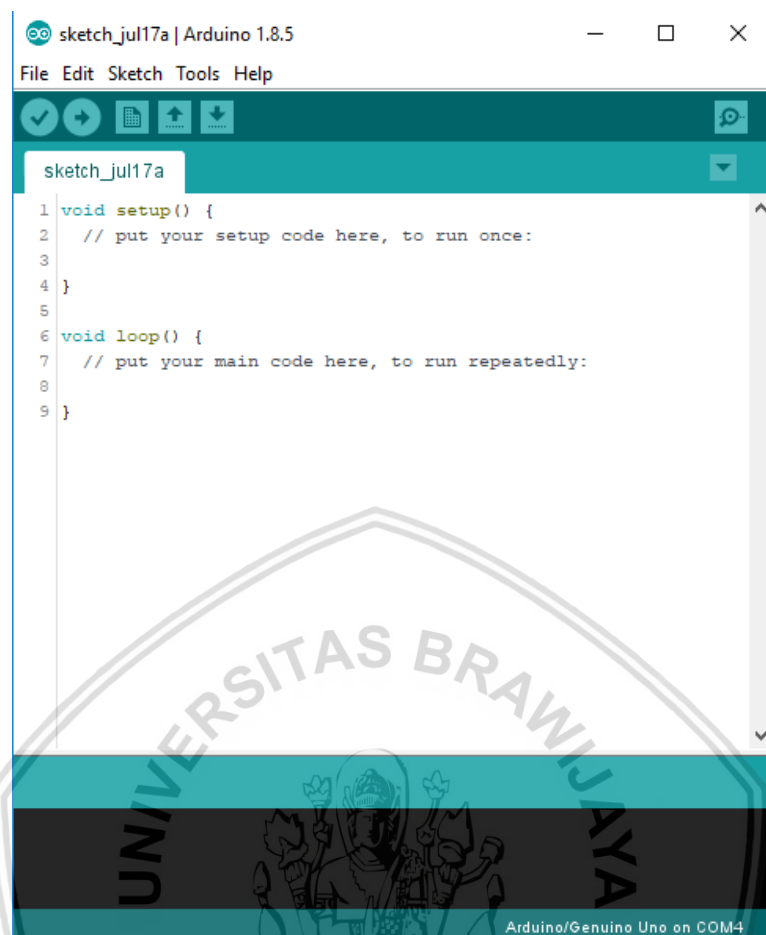 sketch_jul17a | Arduino 1.8.5
File Edit Sketch Tools Help
sketch_jul17a
1 void setup() {
2   // put your setup code here, to run once:
3
4 }
5
6 void loop() {
7   // put your main code here, to run repeatedly:
8
9 }
UNIVERSITAS BRAWIJAYA
Arduino/Genuino Uno on COM4